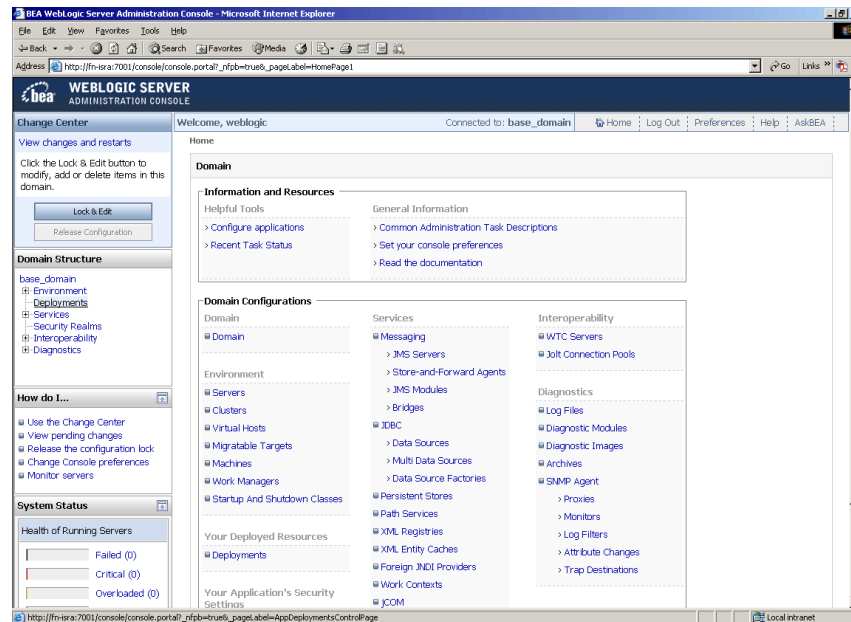 BEA WebLogic Server Administration Console - Microsoft Internet Explorer
File Edit View Favorites Tools Help
Back Search Favorites Media
Address http://fn-isra:7001/console/console.portal?_nfpb=true&_pageLabel=HomePage1 Go Links
bea WEBLOGIC SERVER
ADMINISTRATION CONSOLE
Change Center
View changes and restarts
Click the Lock & Edit button to
modify, add or delete items in this
domain.
Lock & Edit
Release Configuration
Domain Structure
base_domain
Environment
Deployments
Services
Security Realms
Interoperability
Diagnostics
How do I...
Use the Change Center
View pending changes
Release the configuration lock
Change Console preferences
Monitor servers
System Status
Health of Running Servers
Failed (0)
Critical (0)
Overloaded (0)
Welcome, weblogic Connected to: base_domain Home Log Out Preferences Help AskBEA
Home
Domain
Information and Resources
Helpful Tools
Configure applications
Recent Task Status
General Information
Common Administration Task Descriptions
Set your console preferences
Read the documentation
Domain Configurations
Domain
Domain
Environment
Servers
Clusters
Virtual Hosts
Migratable Targets
Machines
Work Managers
Startup And Shutdown Classes
Your Deployed Resources
Deployments
Your Application's Security
Settings
Services
Messaging
JMS Servers
Store-and-Forward Agents
JMS Modules
Bridges
JDBC
Data Sources
Multi Data Sources
Data Source Factories
Persistent Stores
Path Services
XML Registries
XML Entity Caches
Foreign JNDI Providers
Work Contexts
jCOM
Interoperability
WTC Servers
Jolt Connection Pools
Diagnostics
Log Files
Diagnostic Modules
Diagnostic Images
Archives
SNMP Agent
Proxies
Monitors
Log Filters
Attribute Changes
Trap Destinations
http://fn-isra:7001/console/console.portal?_nfpb=true&_pageLabel=AppDeploymentsControlPage Local intranet